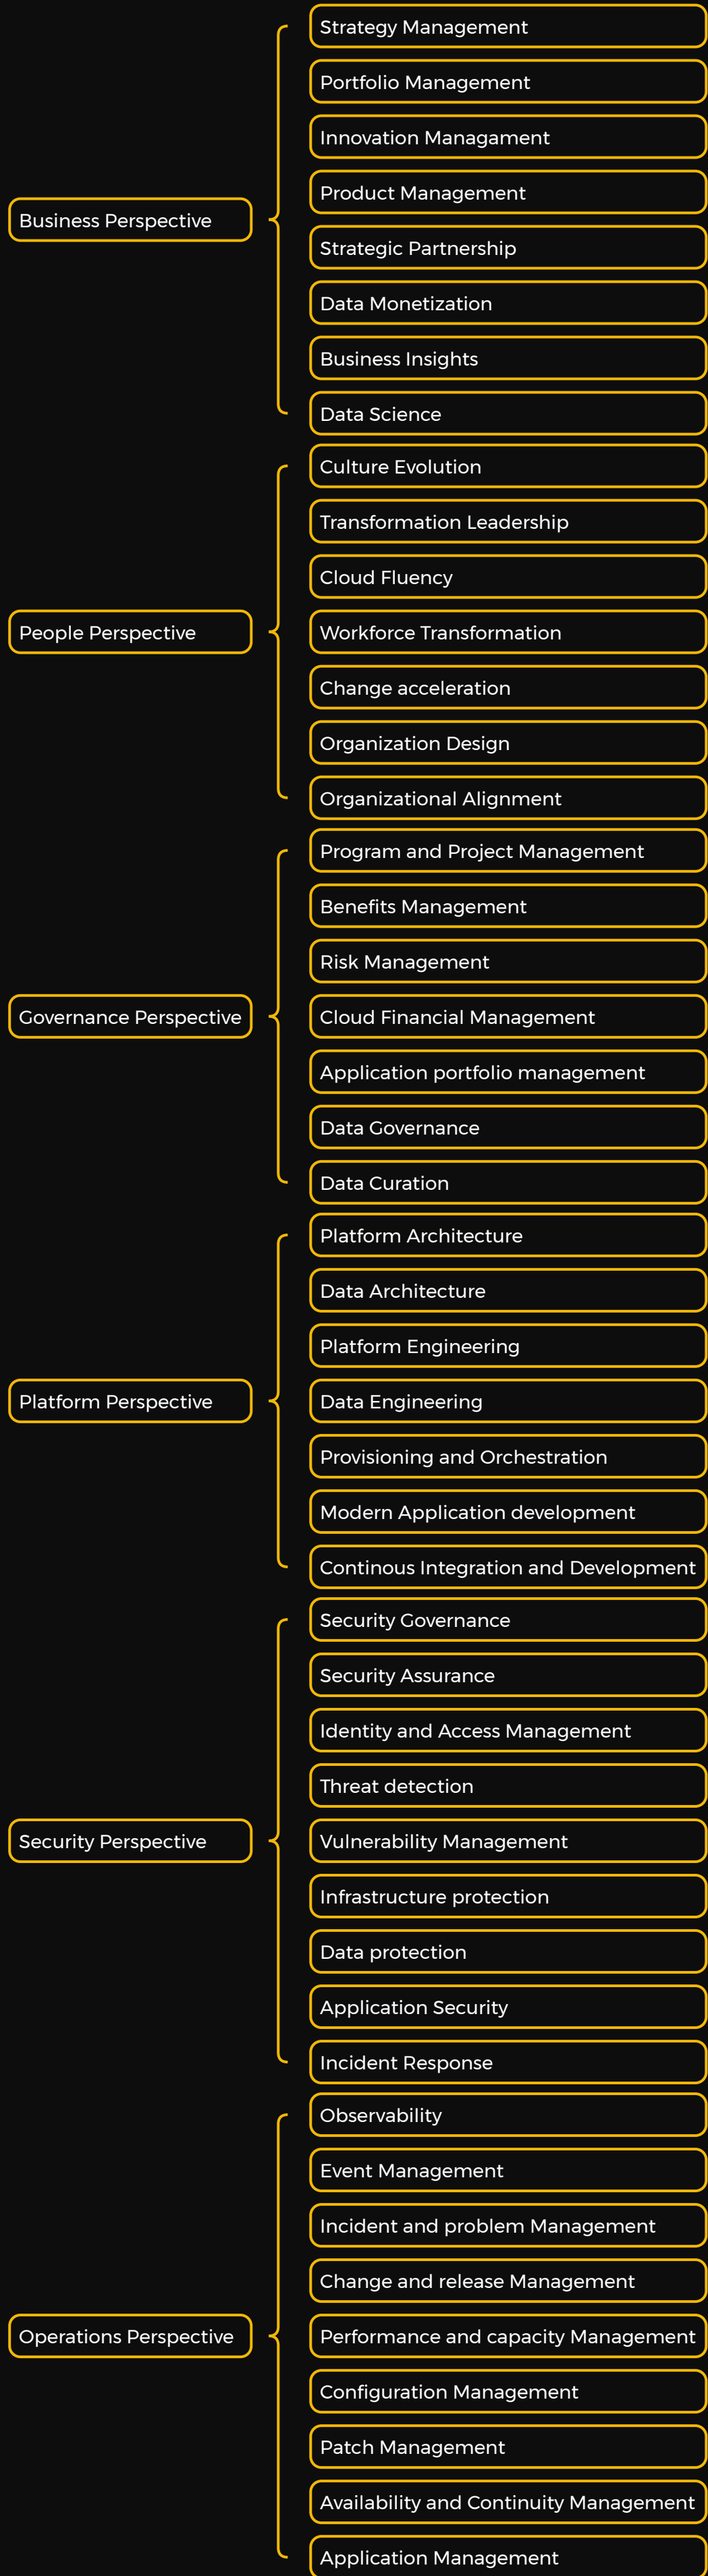 Business Perspective
Strategy Management
Portfolio Management
Innovation Managament
Product Management
Strategic Partnership
Data Monetization
Business Insights
Data Science
People Perspective
Culture Evolution
Transformation Leadership
Cloud Fluency
Workforce Transformation
Change acceleration
Organization Design
Organizational Alignment
Governance Perspective
Program and Project Management
Benefits Management
Risk Management
Cloud Financial Management
Application portfolio management
Data Governance
Data Curation
Platform Perspective
Platform Architecture
Data Architecture
Platform Engineering
Data Engineering
Provisioning and Orchestration
Modern Application development
Continous Integration and Development
Security Perspective
Security Governance
Security Assurance
Identity and Access Management
Threat detection
Vulnerability Management
Infrastructure protection
Data protection
Application Security
Incident Response
Operations Perspective
Observability
Event Management
Incident and problem Management
Change and release Management
Performance and capacity Management
Configuration Management
Patch Management
Availability and Continuity Management
Application Management